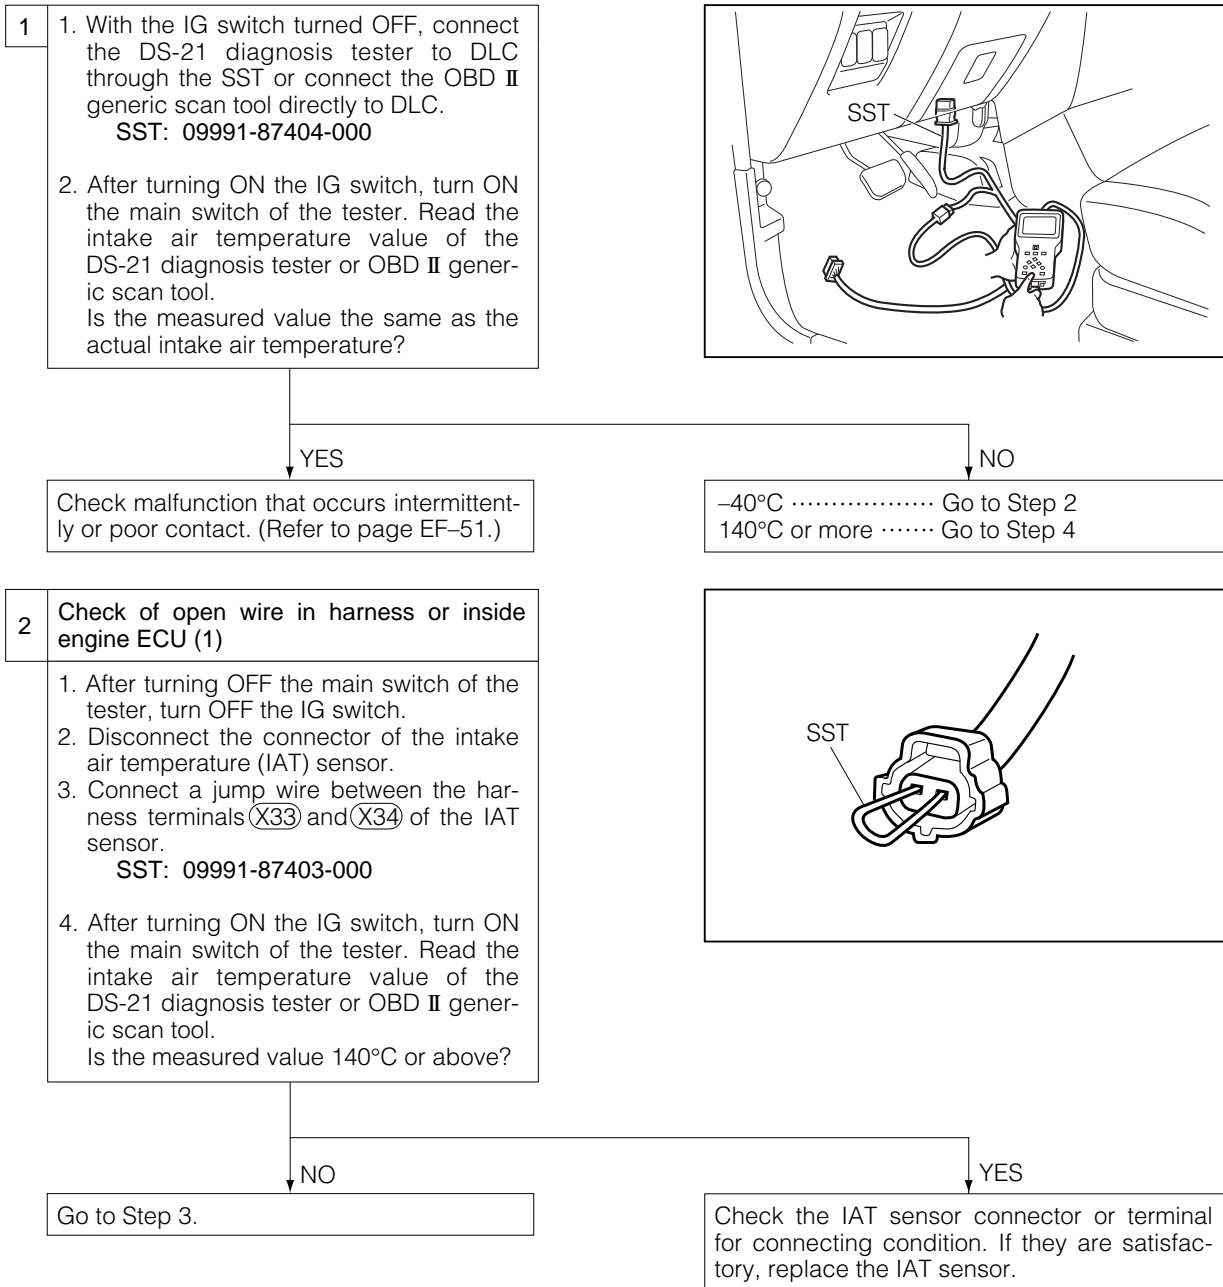 1
1. With the IG switch turned OFF, connect
the DS-21 diagnosis tester to DLC
through the SST or connect the OBD Ⅱ
generic scan tool directly to DLC.
SST: 09991-87404-000
2. After turning ON the IG switch, turn ON
the main switch of the tester. Read the
intake air temperature value of the
DS-21 diagnosis tester or OBD Ⅱ gener-
ic scan tool.
Is the measured value the same as the
actual intake air temperature?
SST
YES
NO
Check malfunction that occurs intermittent-
ly or poor contact. (Refer to page EF–51.)
–40°C ··················· Go to Step 2
140°C or more ······· Go to Step 4
2
Check of open wire in harness or inside
engine ECU (1)
1. After turning OFF the main switch of the
tester, turn OFF the IG switch.
2. Disconnect the connector of the intake
air temperature (IAT) sensor.
3. Connect a jump wire between the har-
ness terminals X33 and X34 of the IAT
sensor.
SST: 09991-87403-000
4. After turning ON the IG switch, turn ON
the main switch of the tester. Read the
intake air temperature value of the
DS-21 diagnosis tester or OBD Ⅱ gener-
ic scan tool.
Is the measured value 140°C or above?
SST
NO
YES
Go to Step 3.
Check the IAT sensor connector or terminal
for connecting condition. If they are satisfac-
tory, replace the IAT sensor.